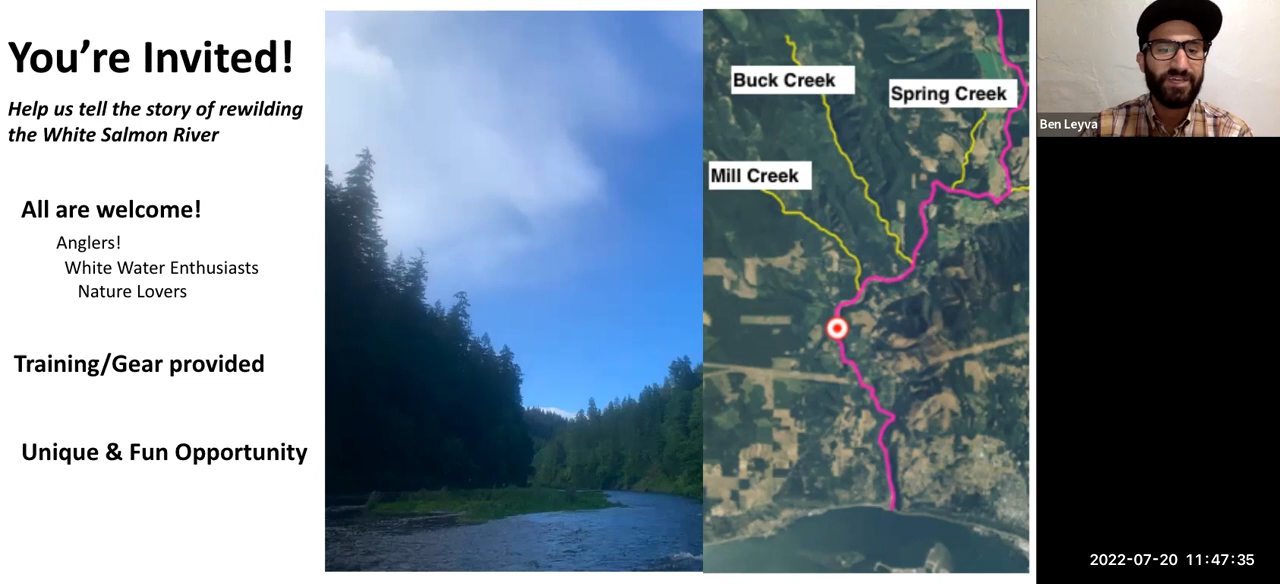 You’re Invited!
Help us tell the story of rewilding
the White Salmon River
All are welcome!
Anglers!
White Water Enthusiasts
Nature Lovers
Training/Gear provided
Unique & Fun Opportunity
Buck Creek
Spring Creek
Mill Creek
Ben Leyva
2022-07-20 11:47:35